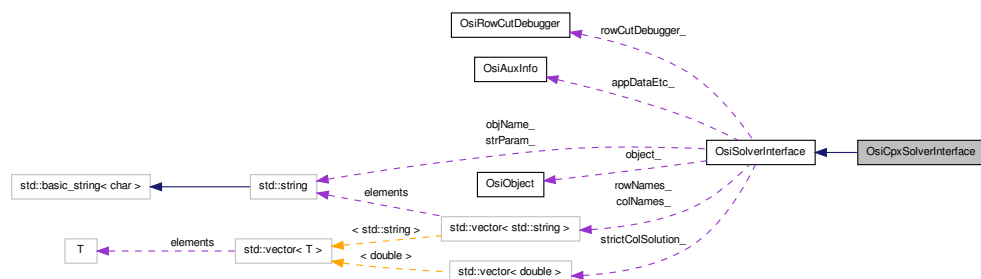 OsiRowCutDebugger
rowCutDebugger_
OsiAuxInfo
appDataEtc_
objName_
strParam_
OsiSolverInterface
OsiCpxSolverInterface
object_
OsiObject
std::basic_string< char >
std::string
elements
rowNames_
colNames_
< std::string >
std::vector< std::string >
T
elements
std::vector< T >
strictColSolution_
< double >
std::vector< double >